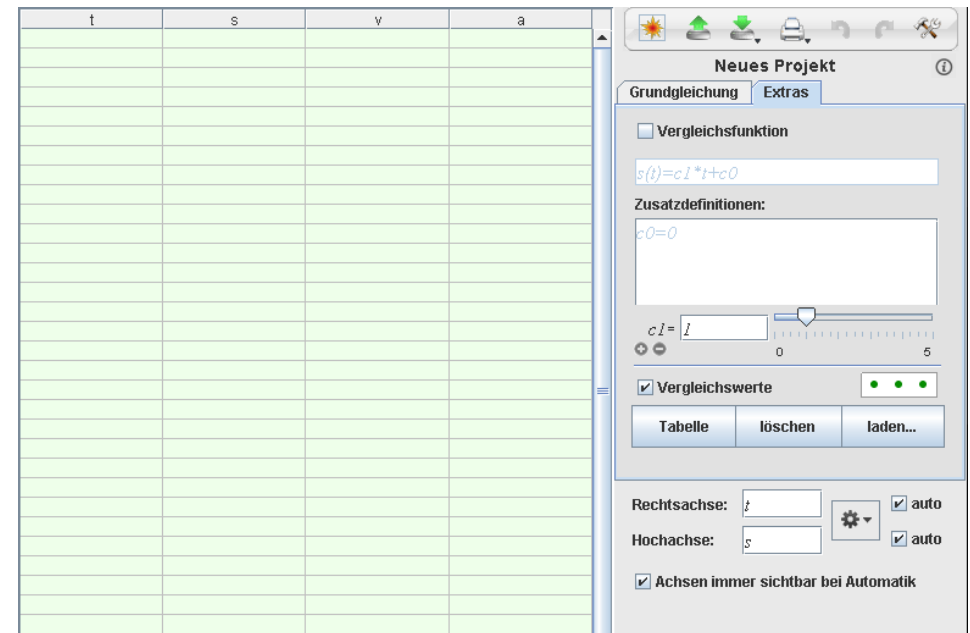 t s v a
Neues Projekt
Grundgleichung Extras
Vergleichsfunktion
s(t)=c1*t+c0
Zusatzdefinitionen:
c0=0
c1= 1
0 5
Vergleichswerte
Tabelle löschen laden...
Rechtsachse: t auto
Hochachse: s auto
Achsen immer sichtbar bei Automatik